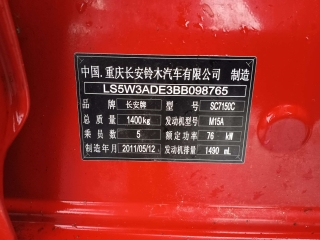 中国.重庆长安铃木汽车有限公司 制造
LS5W3ADE3BB098765
品牌 长安牌 型号 SC7150C
总质量 1400kg 发动机型号 M15A
乘员数 5 额定功率 76 kW
制造年月 2011/05/12 发动机排量 1490 mL